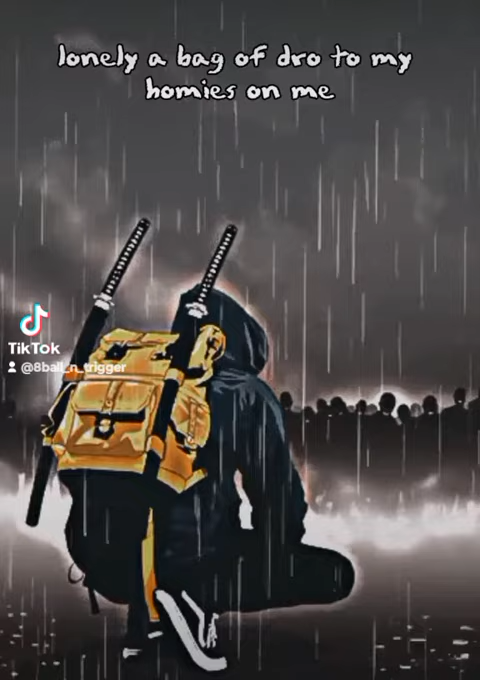 lonely a bag of dro to my
homies on me
TikTok
@8ball_n_trigger